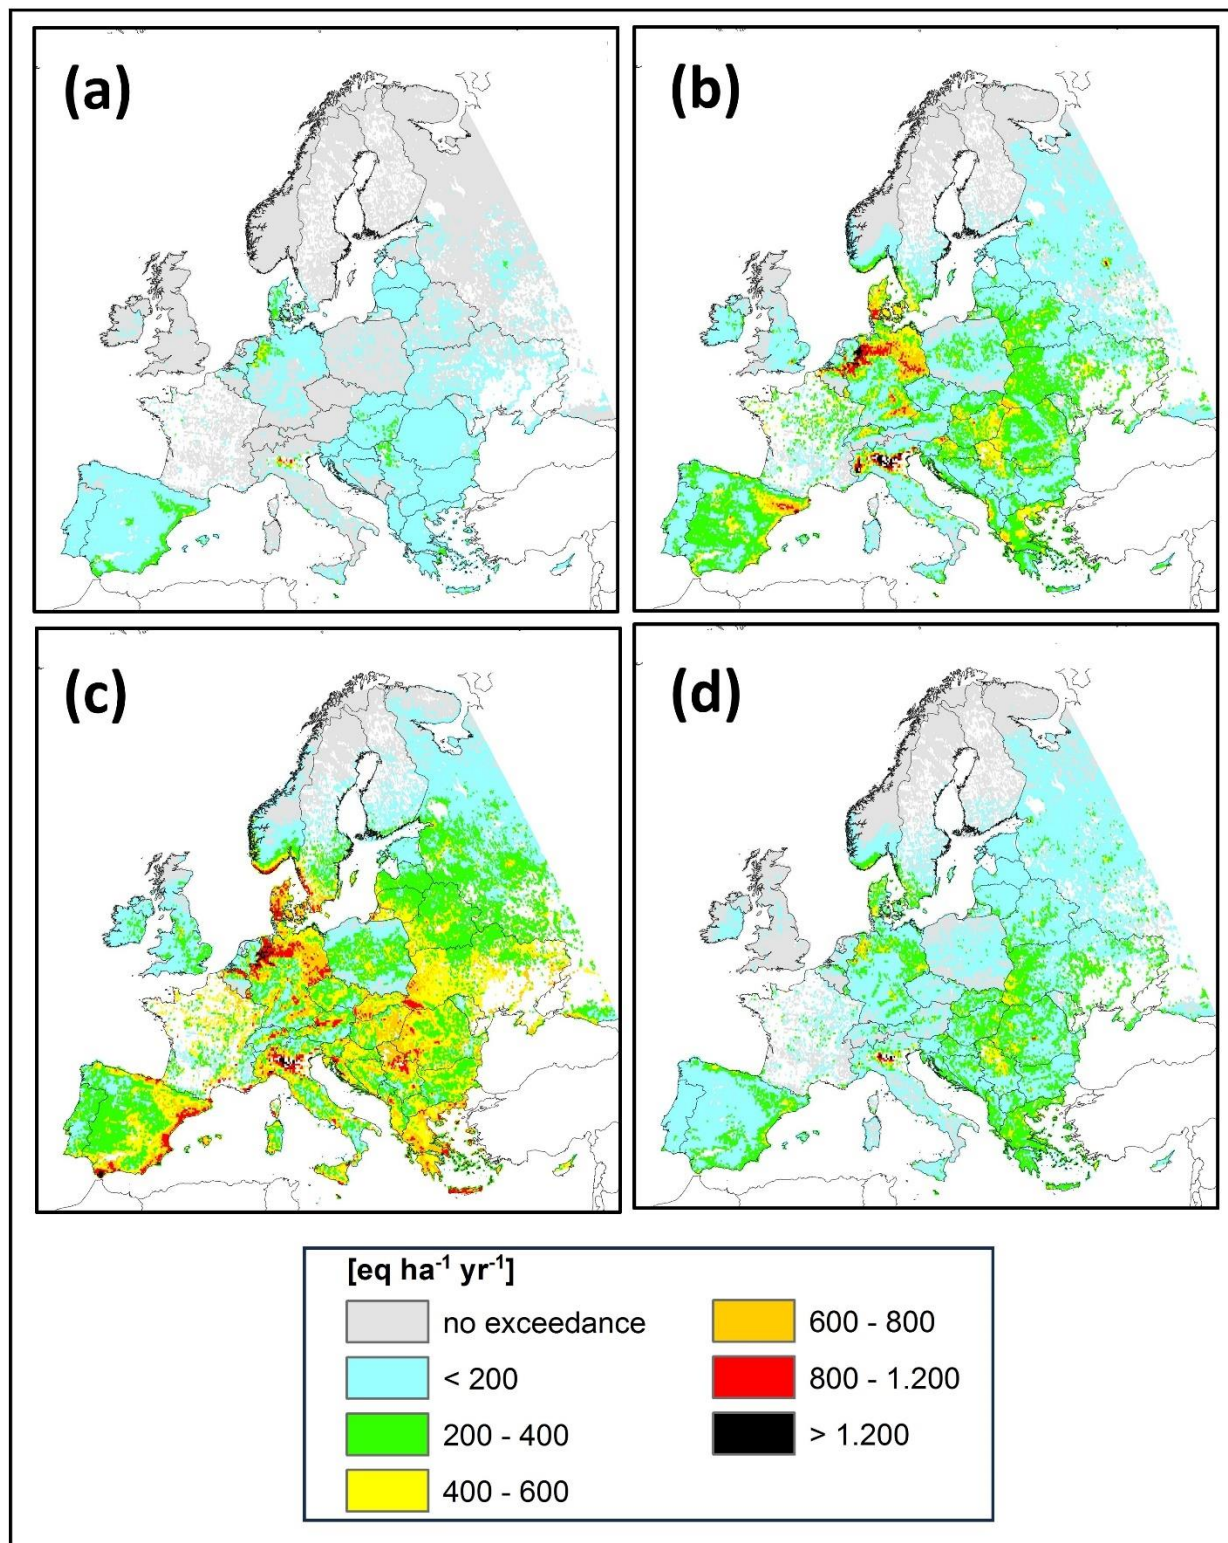 (a)
(b)
(c)
(d)
[eq ha⁻¹ yr⁻¹]
no exceedance
< 200
200 - 400
400 - 600
600 - 800
800 - 1.200
> 1.200